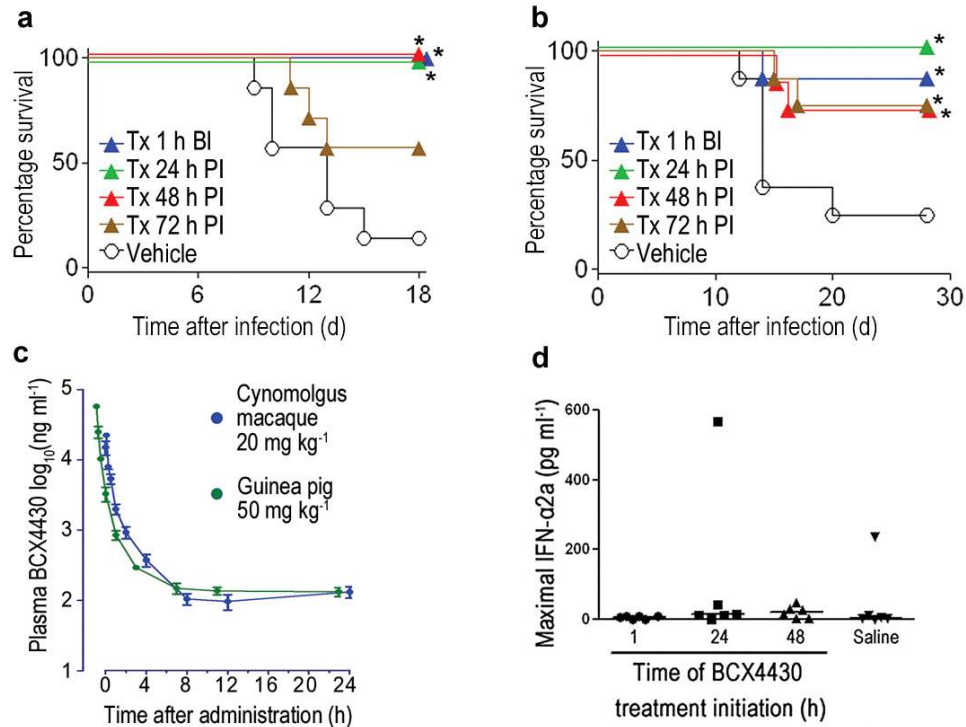 a
100
50
0
Percentage survival
Tx 1 h BI
Tx 24 h PI
Tx 48 h PI
Tx 72 h PI
Vehicle
* *
*
0 6 12 18
Time after infection (d)
b
100
50
0
Percentage survival
Tx 1 h BI
Tx 24 h PI
Tx 48 h PI
Tx 72 h PI
Vehicle
*
*
*
*
0 10 20 30
Time after infection (d)
c
5
4
3
2
1
Plasma BCX4430 log₁₀(ng ml⁻¹)
Cynomolgus
macaque
20 mg kg⁻¹
Guinea pig
50 mg kg⁻¹
0 4 8 12 16 20 24
Time after administration (h)
d
600
400
200
0
Maximal IFN-α2a (pg ml⁻¹)
1 24 48 Saline
Time of BCX4430
treatment initiation (h)